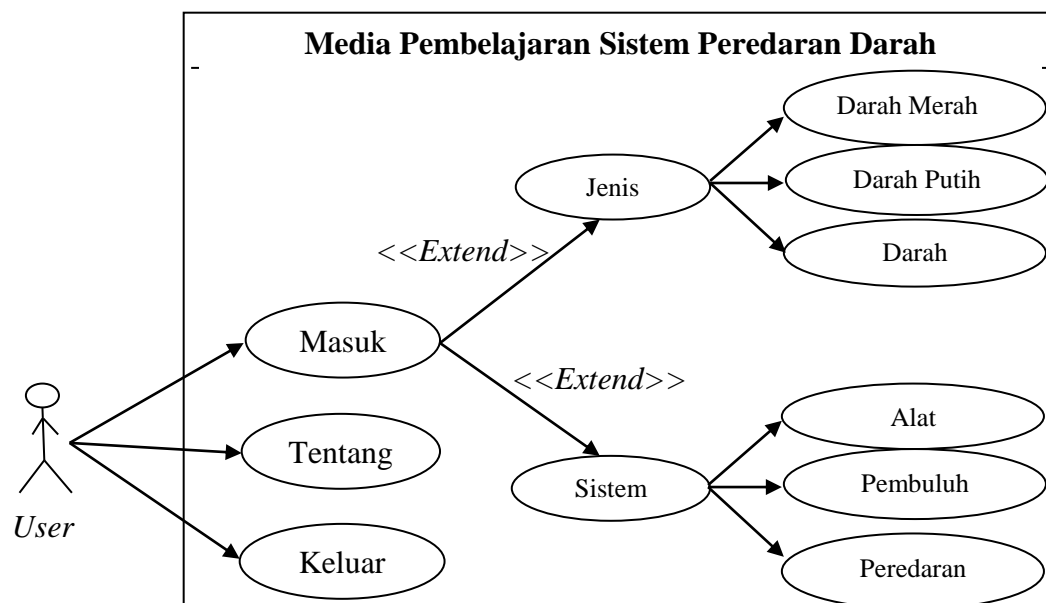 Media Pembelajaran Sistem Peredaran Darah
Darah Merah
Jenis
Darah Putih
Darah
<<Extend>>
Masuk
<<Extend>>
Alat
Tentang
Sistem
Pembuluh
User
Keluar
Peredaran